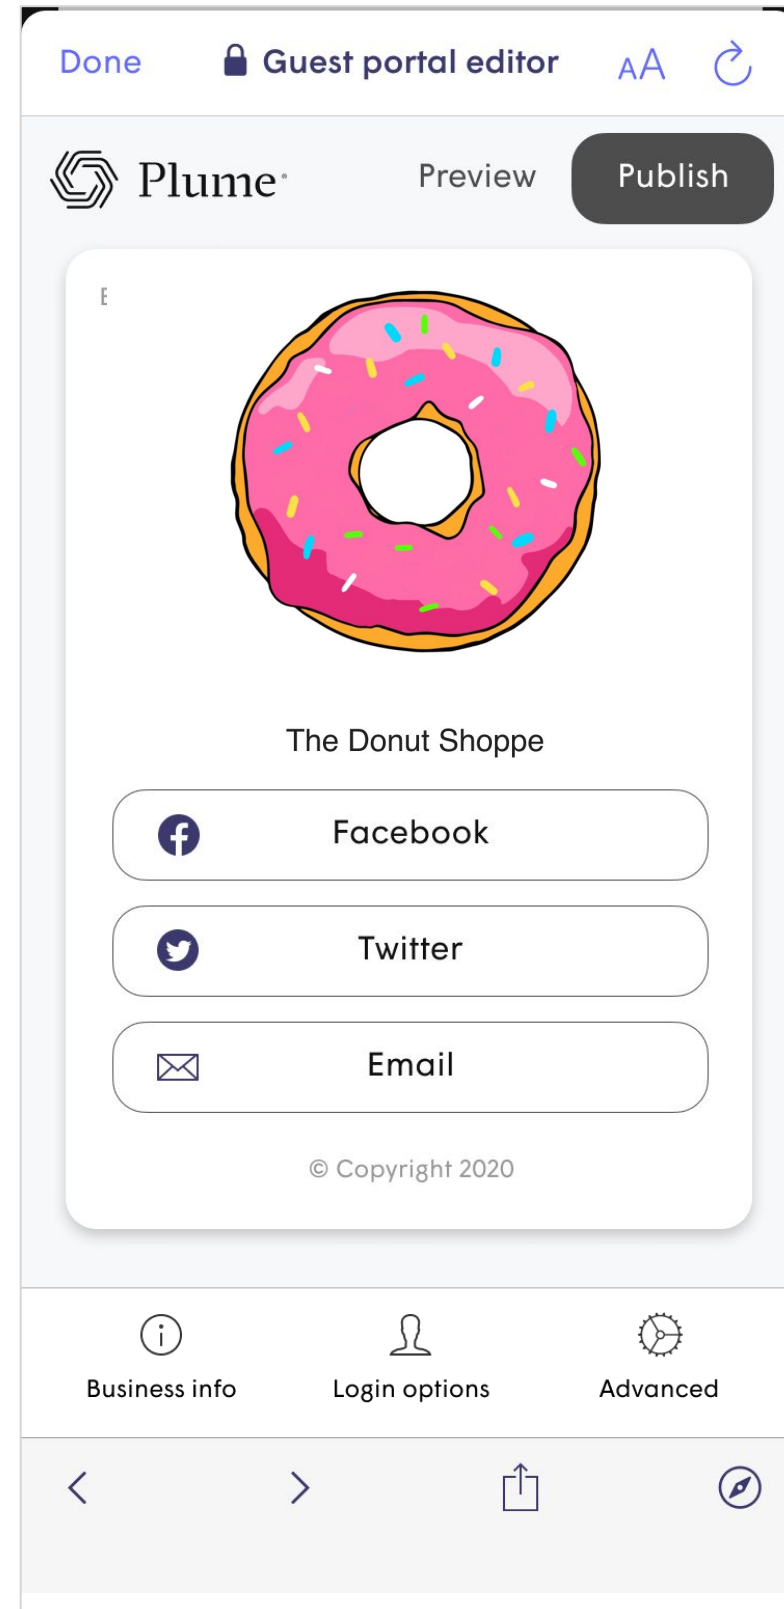 Done Guest portal editor AA
Plume Preview Publish
The Donut Shoppe
Facebook
Twitter
Email
© Copyright 2020
Business info Login options Advanced